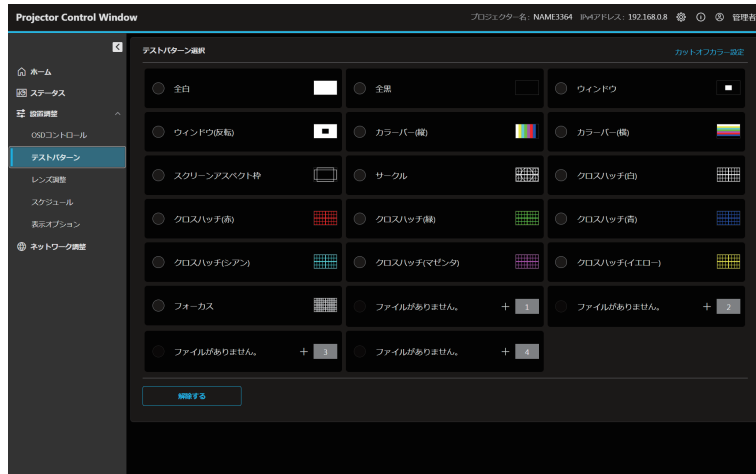 Projector Control Window
プロジェクター名: NAME3364 IPv4アドレス: 192.168.0.8 管理者
ホーム
ステータス
設置調整
OSDコントロール
テストパターン
レンズ調整
スケジュール
表示オプション
ネットワーク調整
テストパターン選択 カットオフカラー設定
全白 全黒 ウィンドウ
ウィンドウ(反転) カラーバー(縦) カラーバー(横)
スクリーンアスペクト枠 サークル クロスハッチ(白)
クロスハッチ(赤) クロスハッチ(緑) クロスハッチ(青)
クロスハッチ(シアン) クロスハッチ(マゼンタ) クロスハッチ(イエロー)
フォーカス ファイルがありません。 + 1 ファイルがありません。 + 2
ファイルがありません。 + 3 ファイルがありません。 + 4
解除する